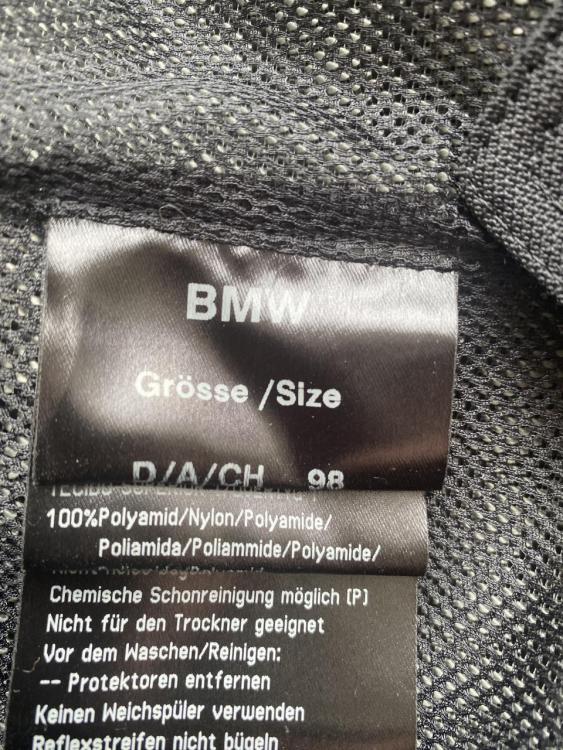 BMW
Grösse /Size
D/A/CH 98
100%Polyamid/Nylon/Polyamide/
Poliamida/Poliammide/Polyamide/
Chemische Schonreinigung möglich (P)
Nicht für den Trockner geeignet
Vor dem Waschen/Reinigen:
-- Protektoren entfernen
Keinen Weichspüler verwenden
Reflexstreifen nicht bügeln